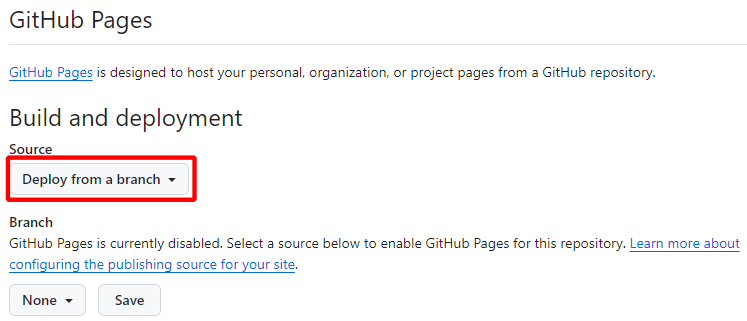 GitHub Pages
GitHub Pages is designed to host your personal, organization, or project pages from a GitHub repository.
Build and deployment
Source
Deploy from a branch
Branch
GitHub Pages is currently disabled. Select a source below to enable GitHub Pages for this repository. Learn more about
configuring the publishing source for your site.
None Save